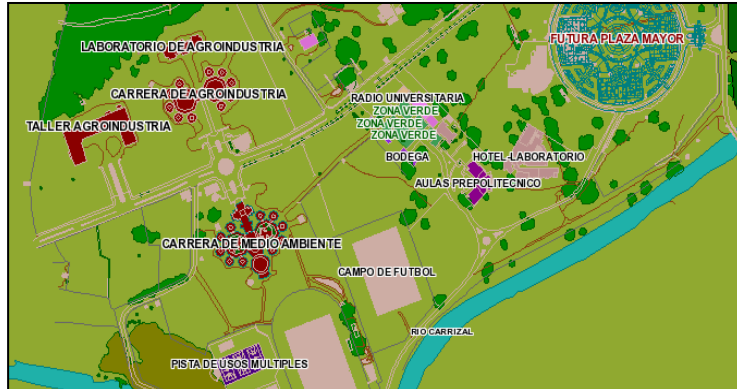 FUTURA PLAZA MAYOR
LABORATORIO DE AGROINDUSTRIA
CARRERA DE AGROINDUSTRIA
RADIO UNIVERSITARIA
ZONA VERDE
ZONA VERDE
ZONA VERDE
TALLER AGROINDUSTRIA
BODEGA
HOTEL-LABORATORIO
AULAS PREPOLITECNICO
CARRERA DE MEDIO AMBIENTE
CAMPO DE FUTBOL
RIO CARRIZAL
PISTA DE USOS MULTIPLES